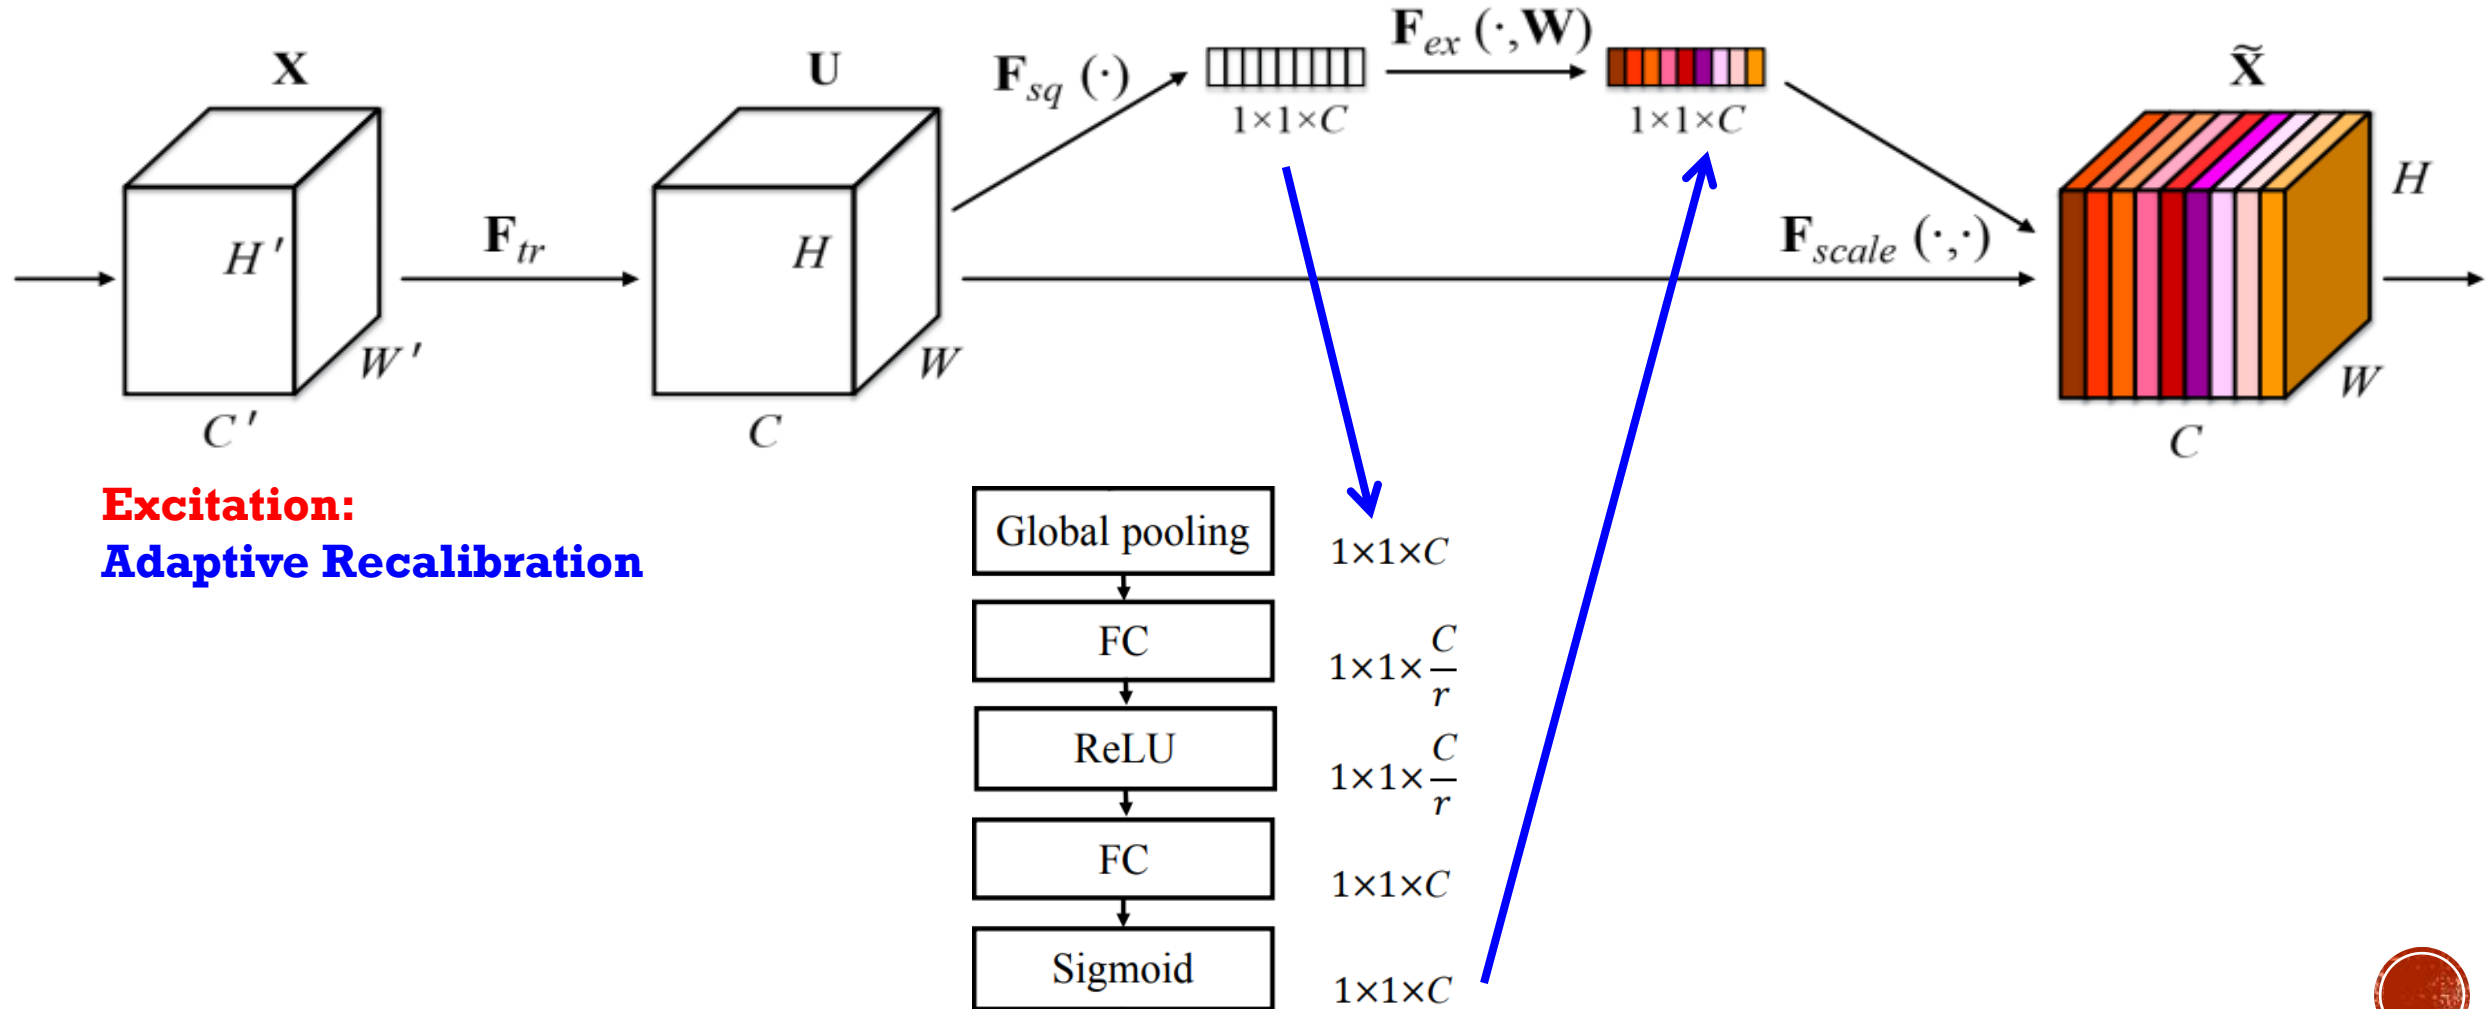 X
U
F_sq (·)
F_ex (·,W)
X̃
1×1×C
1×1×C
H′
F_tr
H
F_scale (·,·)
H
W′
W
W
C′
C
C
Excitation:
Adaptive Recalibration
Global pooling
1×1×C
FC
1×1×C/r
ReLU
1×1×C/r
FC
1×1×C
Sigmoid
1×1×C